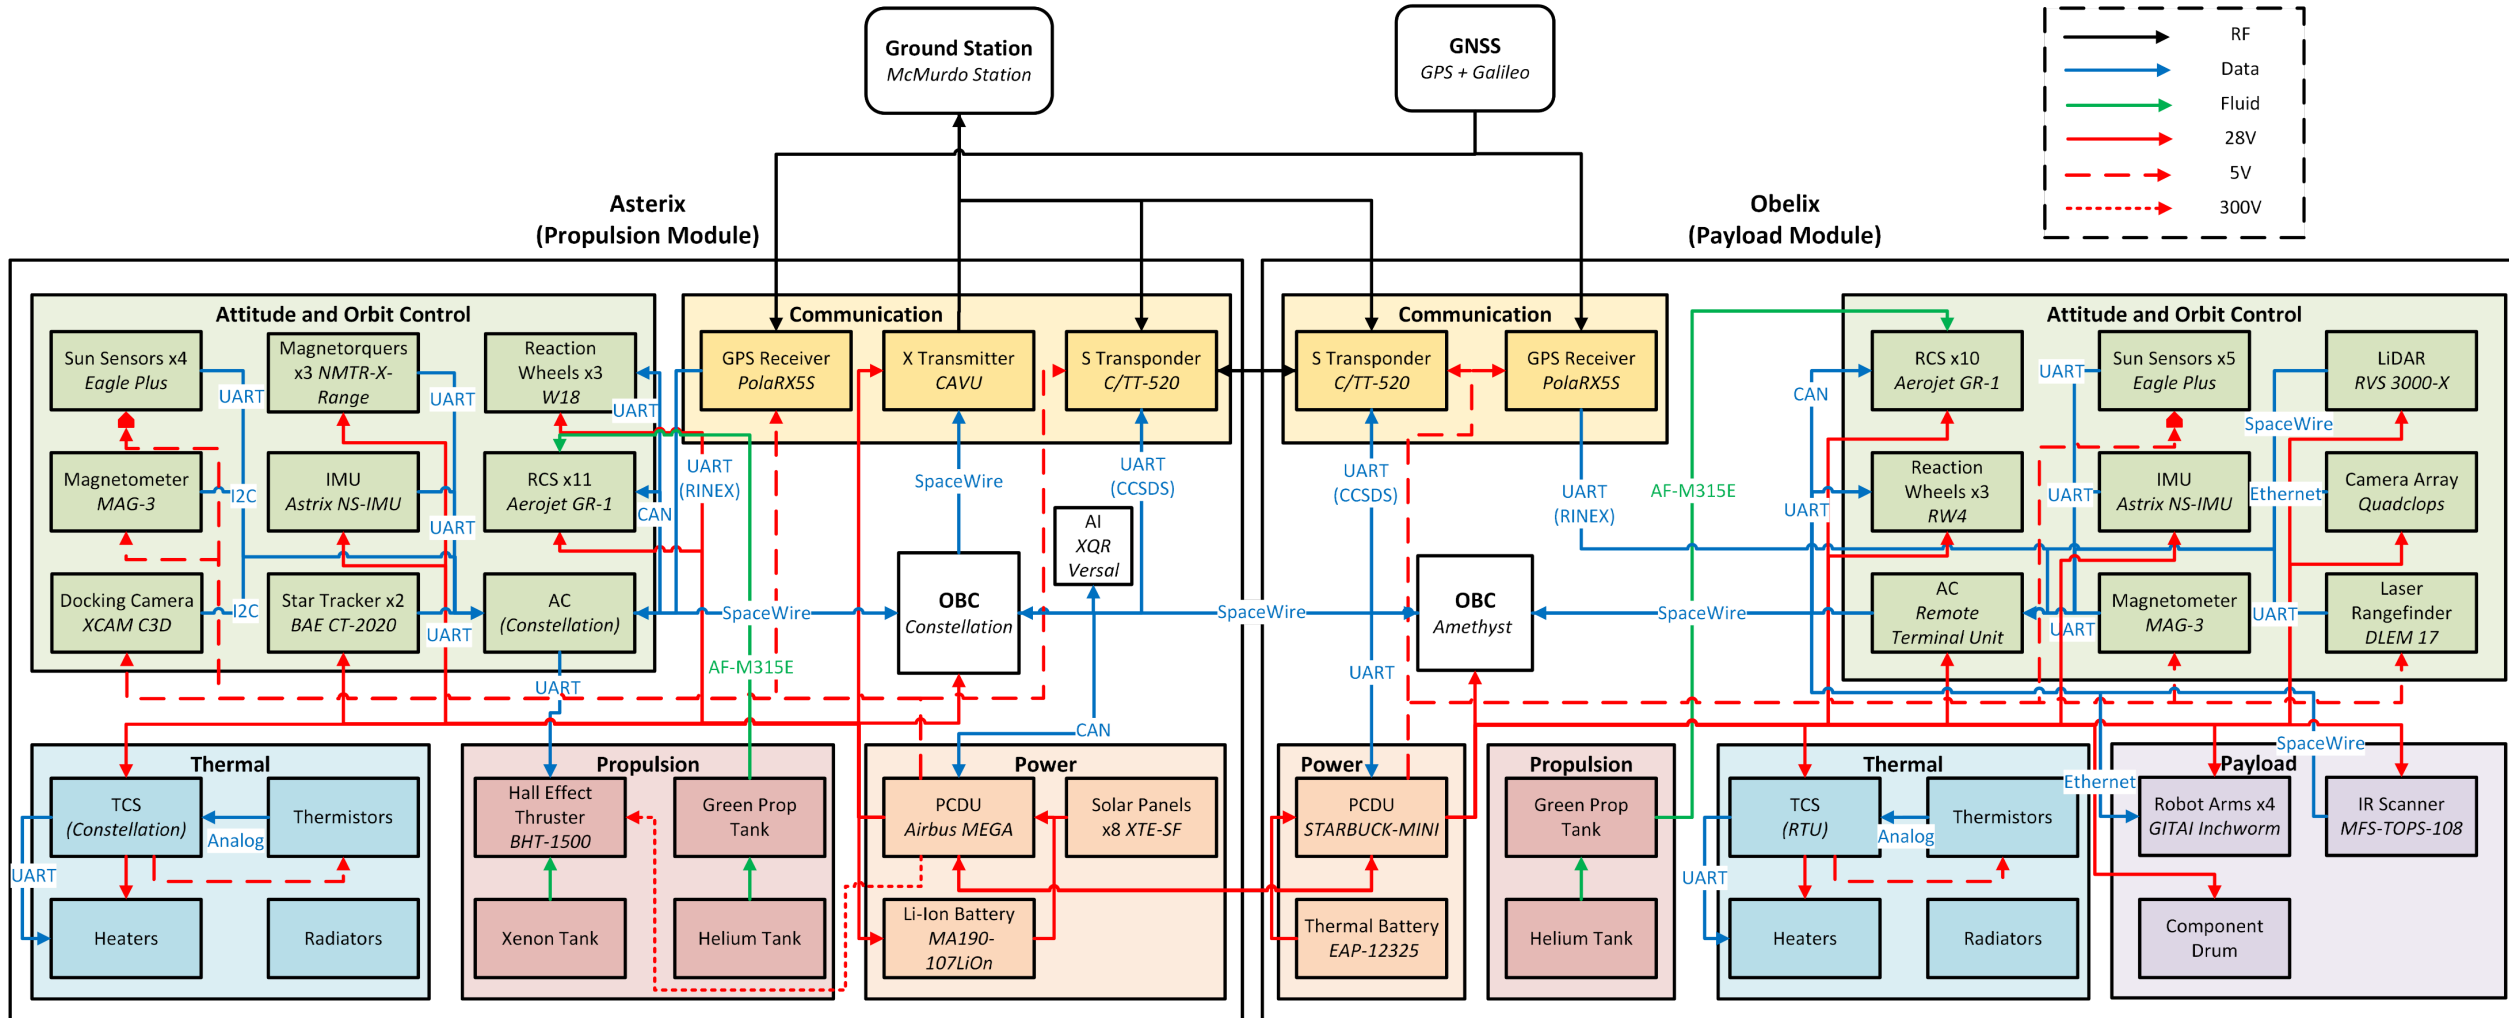 Ground Station
McMurdo Station
GNSS
GPS + Galileo
RF
Data
Fluid
28V
5V
300V
Asterix
(Propulsion Module)
Obelix
(Payload Module)
Attitude and Orbit Control
Sun Sensors x4
Eagle Plus
Magnetorquers
x3 NMTR-X-
Range
Reaction
Wheels x3
W18
UART
UART
UART
Magnetometer
MAG-3
I2C
IMU
Astrix NS-IMU
UART
RCS x11
Aerojet GR-1
CAN
Docking Camera
XCAM C3D
I2C
Star Tracker x2
BAE CT-2020
UART
AC
(Constellation)
UART
Communication
GPS Receiver
PolaRX5S
X Transmitter
CAVU
S Transponder
C/TT-520
UART
(RINEX)
SpaceWire
UART
(CCSDS)
AI
XQR
Versal
SpaceWire
OBC
Constellation
SpaceWire
AF-M315E
CAN
Thermal
TCS
(Constellation)
Analog
Thermistors
UART
Heaters
Radiators
Propulsion
Hall Effect
Thruster
BHT-1500
Green Prop
Tank
Xenon Tank
Helium Tank
Power
PCDU
Airbus MEGA
Solar Panels
x8 XTE-SF
Li-Ion Battery
MA190-
107LiOn
Communication
S Transponder
C/TT-520
GPS Receiver
PolaRX5S
UART
(CCSDS)
UART
(RINEX)
AF-M315E
OBC
Amethyst
SpaceWire
UART
Attitude and Orbit Control
RCS x10
Aerojet GR-1
Sun Sensors x5
Eagle Plus
LiDAR
RVS 3000-X
CAN
UART
SpaceWire
Reaction
Wheels x3
RW4
IMU
Astrix NS-IMU
Camera Array
Quadclops
UART
UART
Ethernet
AC
Remote
Terminal Unit
Magnetometer
MAG-3
Laser
Rangefinder
DLEM 17
UART
UART
Power
PCDU
STARBUCK-MINI
Thermal Battery
EAP-12325
Propulsion
Green Prop
Tank
Helium Tank
Thermal
TCS
(RTU)
Analog
Thermistors
UART
Heaters
Radiators
SpaceWire
Payload
Ethernet
Robot Arms x4
GITAI Inchworm
IR Scanner
MFS-TOPS-108
Component
Drum